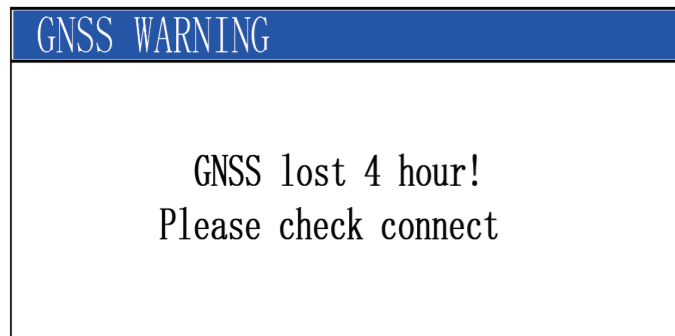 GNSS WARNING
GNSS lost 4 hour!
Please check connect